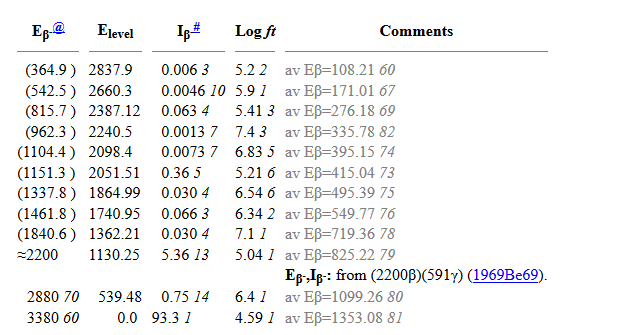 Eβ-@ Elevel Iβ-# Log ft Comments
(364.9 ) 2837.9 0.006 3 5.2 2 av Eβ=108.21 60
(542.5 ) 2660.3 0.0046 10 5.9 1 av Eβ=171.01 67
(815.7 ) 2387.12 0.063 4 5.41 3 av Eβ=276.18 69
(962.3 ) 2240.5 0.0013 7 7.4 3 av Eβ=335.78 82
(1104.4 ) 2098.4 0.0073 7 6.83 5 av Eβ=395.15 74
(1151.3 ) 2051.51 0.36 5 5.21 6 av Eβ=415.04 73
(1337.8 ) 1864.99 0.030 4 6.54 6 av Eβ=495.39 75
(1461.8 ) 1740.95 0.066 3 6.34 2 av Eβ=549.77 76
(1840.6 ) 1362.21 0.030 4 7.1 1 av Eβ=719.36 78
≈2200 1130.25 5.36 13 5.04 1 av Eβ=825.22 79
Eβ-,Iβ-: from (2200β)(591γ) (1969Be69).
2880 70 539.48 0.75 14 6.4 1 av Eβ=1099.26 80
3380 60 0.0 93.3 1 4.59 1 av Eβ=1353.08 81